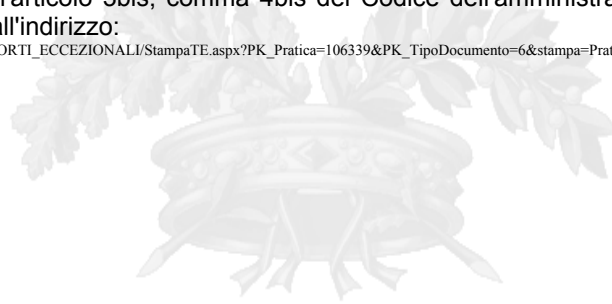 l'articolo 3bis, comma 4bis del Codice dell'amministra
all'indirizzo:
ORTI_ECCEZIONALI/StampaTE.aspx?PK_Pratica=106339&PK_TipoDocumento=6&stampa=Prat